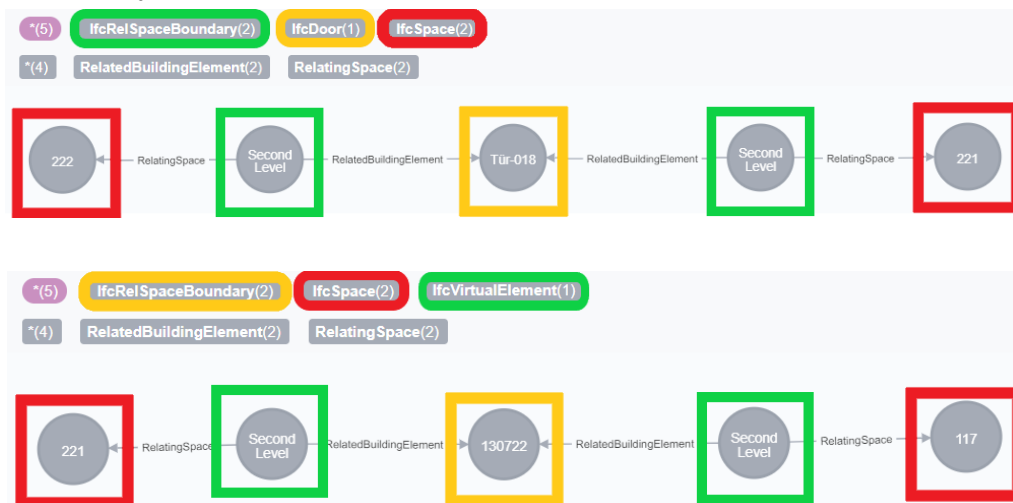 *(5) IfcRelSpaceBoundary(2) IfcDoor(1) IfcSpace(2)
*(4) RelatedBuildingElement(2) RelatingSpace(2)
222 RelatingSpace Second Level RelatedBuildingElement Tür-018 RelatedBuildingElement Second Level RelatingSpace 221
*(5) IfcRelSpaceBoundary(2) IfcSpace(2) IfcVirtualElement(1)
*(4) RelatedBuildingElement(2) RelatingSpace(2)
221 RelatingSpace Second Level RelatedBuildingElement 130722 RelatedBuildingElement Second Level RelatingSpace 117